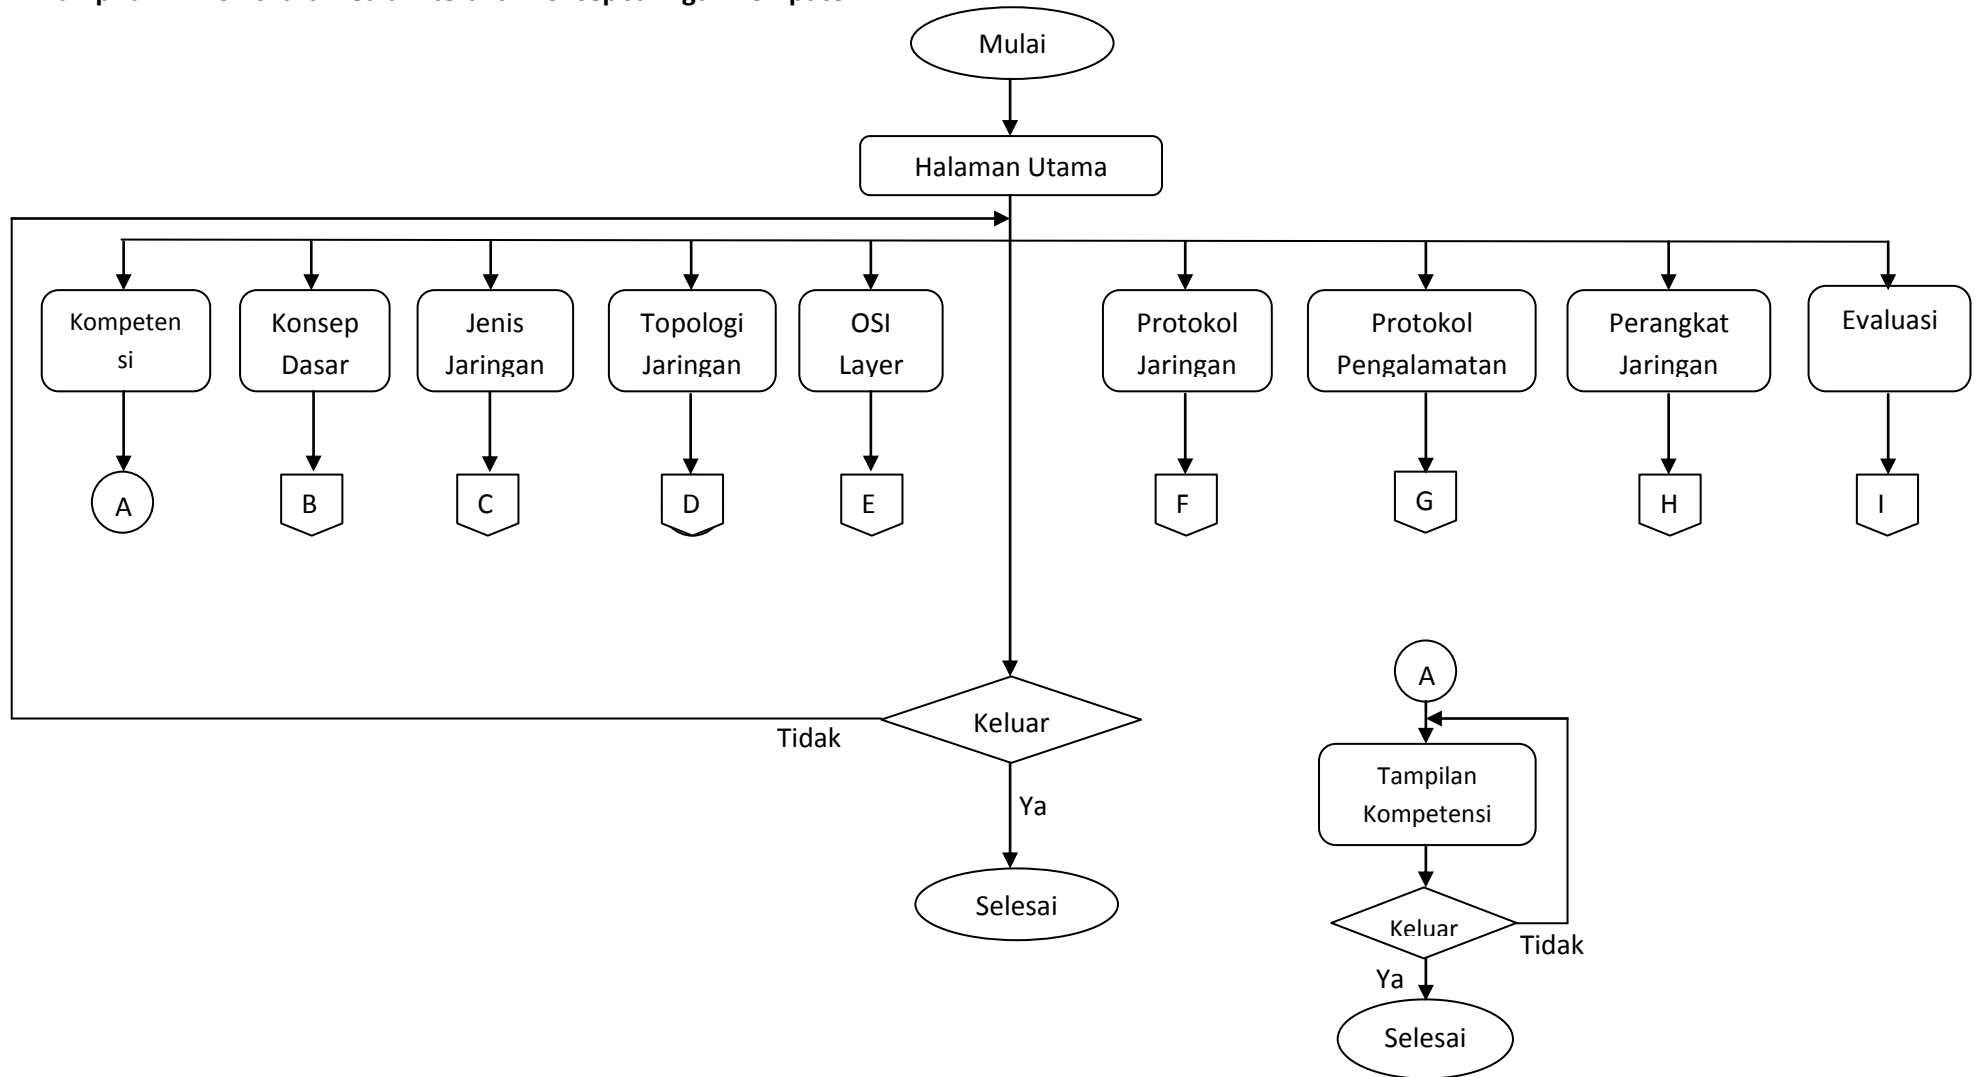 Mulai
Halaman Utama
Kompeten
si
Konsep
Dasar
Jenis
Jaringan
Topologi
Jaringan
OSI
Layer
Protokol
Jaringan
Protokol
Pengalamatan
Perangkat
Jaringan
Evaluasi
A
B
C
D
E
F
G
H
I
Keluar
Tidak
Ya
Selesai
A
Tampilan
Kompetensi
Keluar
Tidak
Ya
Selesai